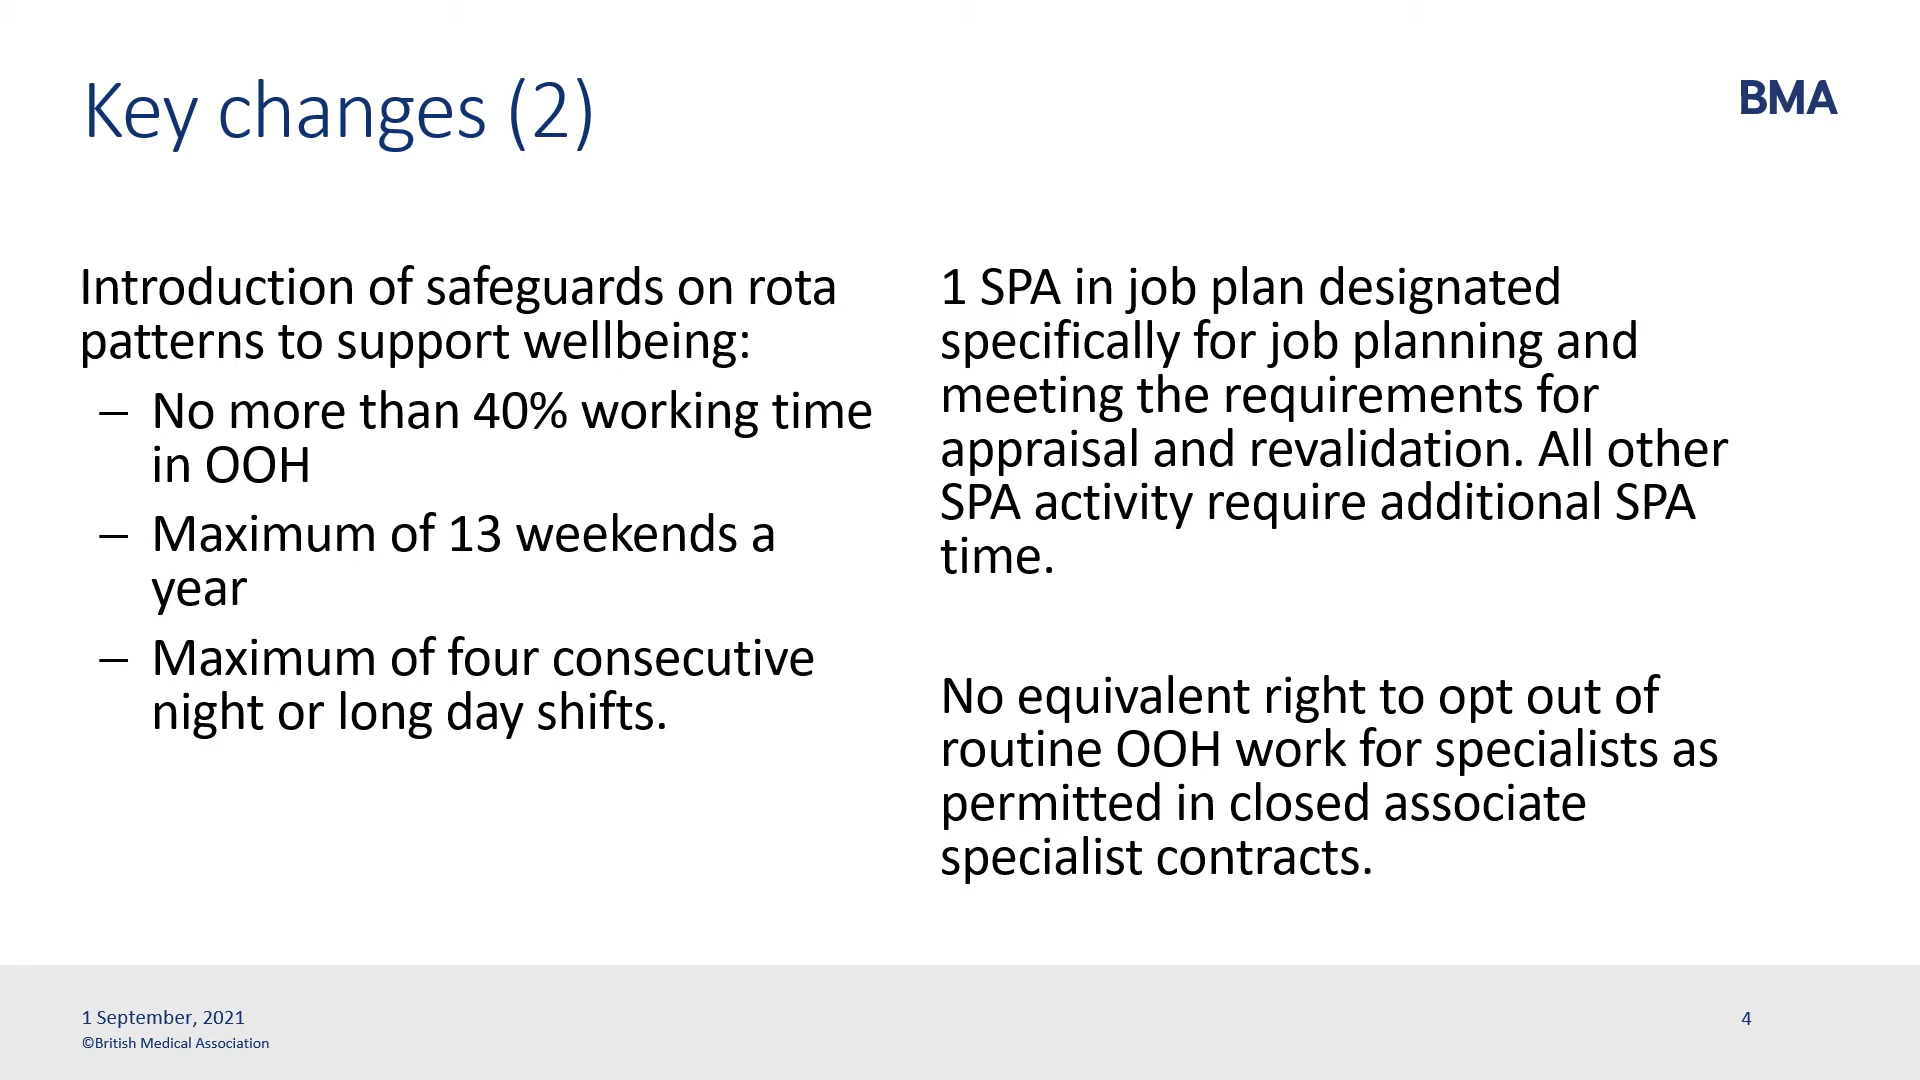 Key changes (2)
BMA
Introduction of safeguards on rota
patterns to support wellbeing:
– No more than 40% working time
in OOH
– Maximum of 13 weekends a
year
– Maximum of four consecutive
night or long day shifts.
1 SPA in job plan designated
specifically for job planning and
meeting the requirements for
appraisal and revalidation. All other
SPA activity require additional SPA
time.
No equivalent right to opt out of
routine OOH work for specialists as
permitted in closed associate
specialist contracts.
1 September, 2021
©British Medical Association
4